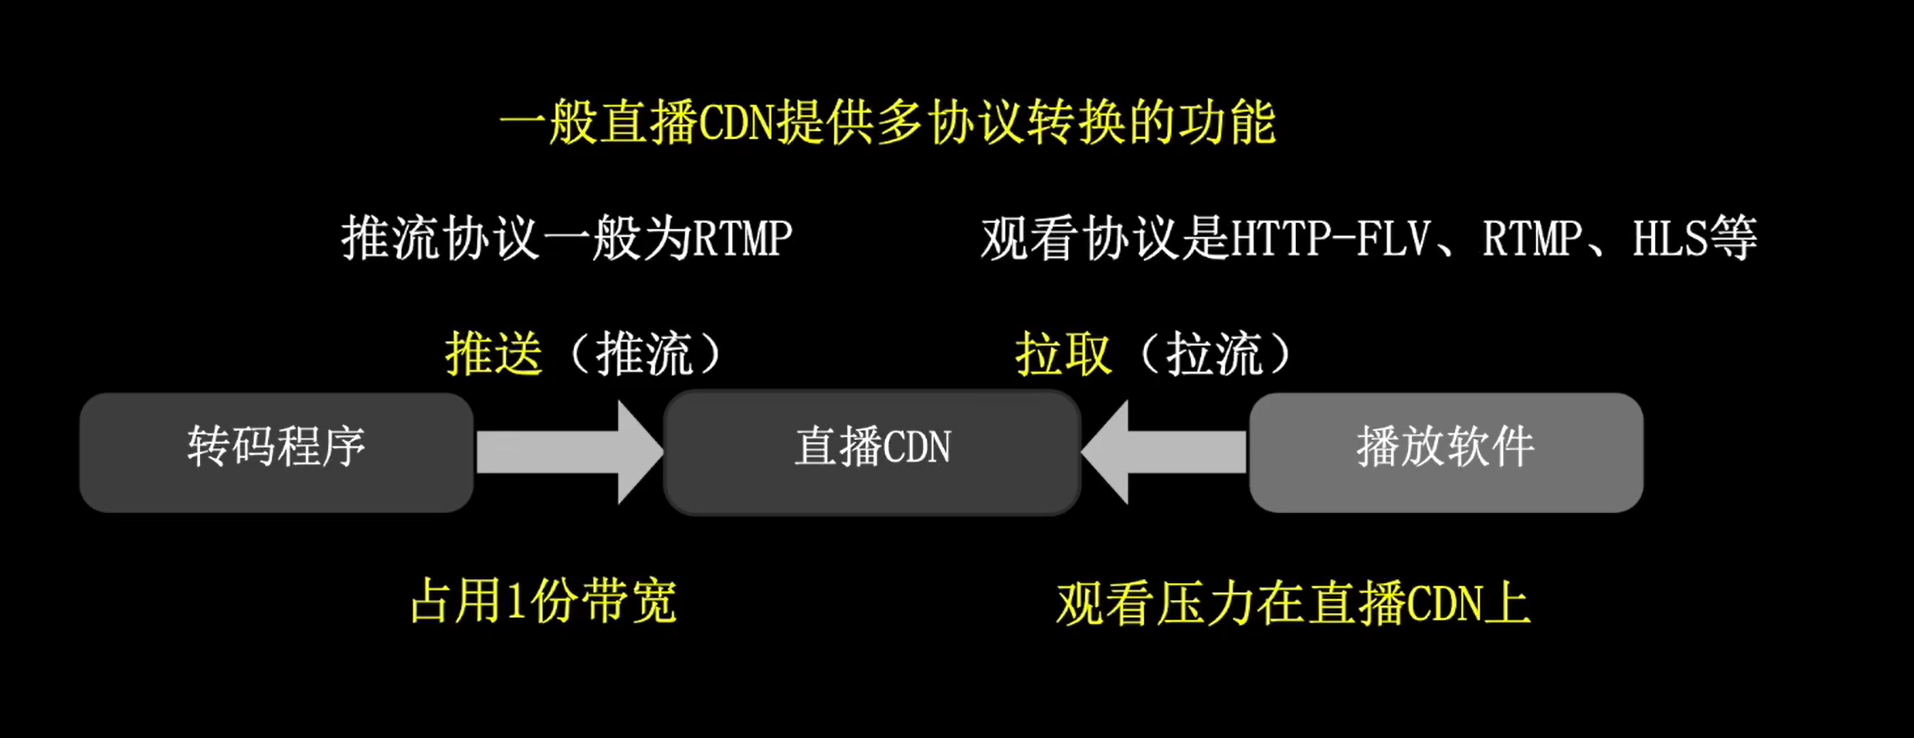 一般直播CDN提供多协议转换的功能
推流协议一般为RTMP
观看协议是HTTP-FLV、RTMP、HLS等
推送（推流）
拉取（拉流）
转码程序
直播CDN
播放软件
占用1份带宽
观看压力在直播CDN上